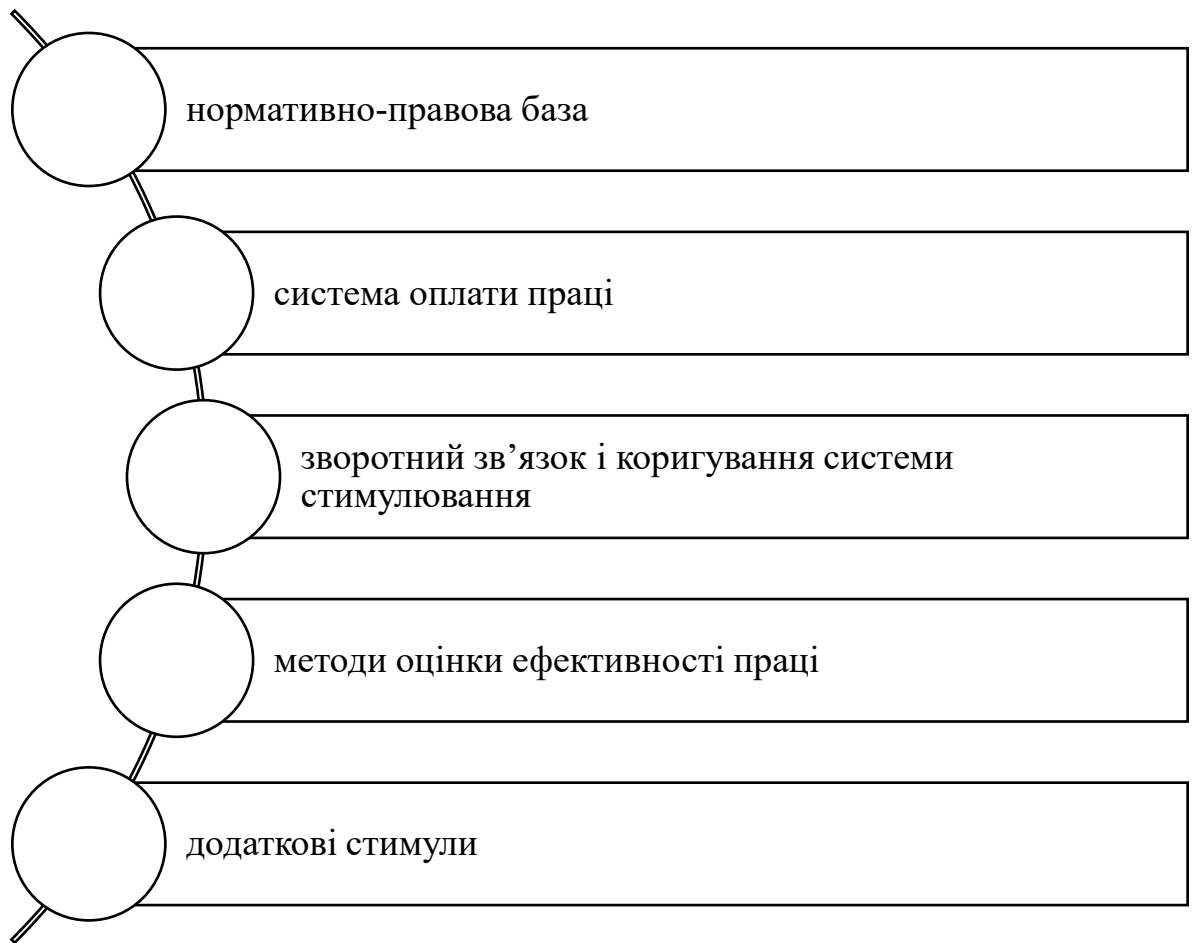 нормативно-правова база
система оплати праці
зворотний зв’язок і коригування системи
стимулювання
методи оцінки ефективності праці
додаткові стимули